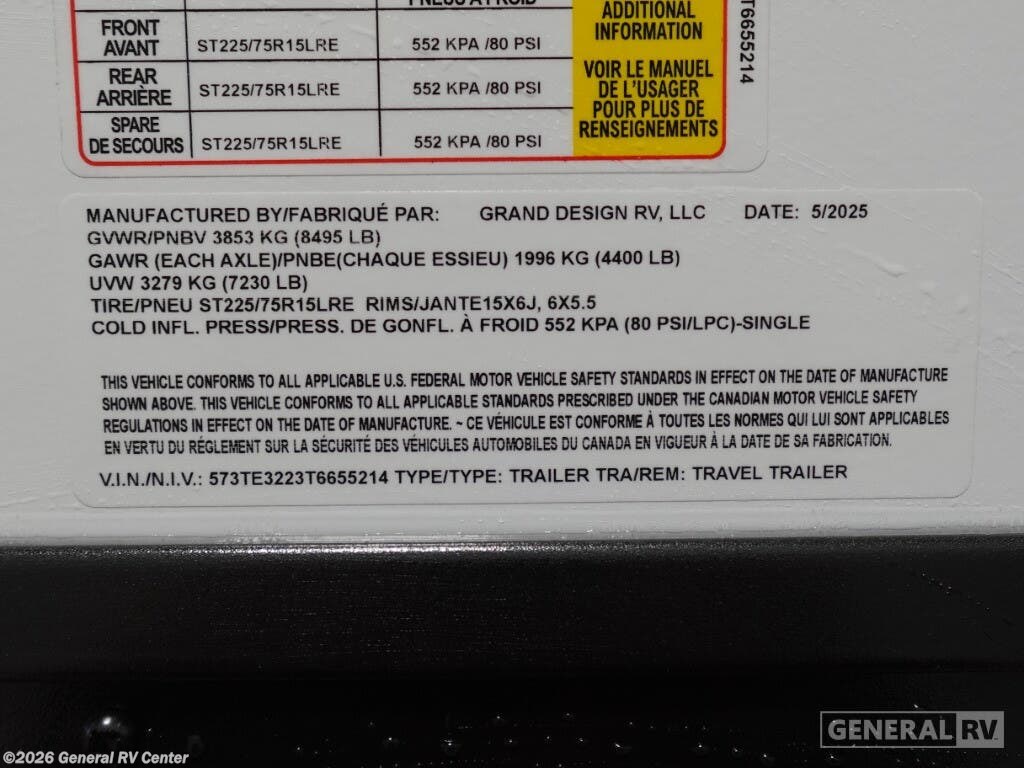 PNEUS À FROID
ADDITIONAL
INFORMATION
VOIR LE MANUEL
DE L'USAGER
POUR PLUS DE
RENSEIGNEMENTS
FRONT
AVANT
ST225/75R15LRE 552 KPA /80 PSI
REAR
ARRIÈRE
ST225/75R15LRE 552 KPA /80 PSI
SPARE
DE SECOURS
ST225/75R15LRE 552 KPA /80 PSI
T6655214
MANUFACTURED BY/FABRIQUÉ PAR: GRAND DESIGN RV, LLC DATE: 5/2025
GVWR/PNBV 3853 KG (8495 LB)
GAWR (EACH AXLE)/PNBE(CHAQUE ESSIEU) 1996 KG (4400 LB)
UVW 3279 KG (7230 LB)
TIRE/PNEU ST225/75R15LRE RIMS/JANTE15X6J, 6X5.5
COLD INFL. PRESS/PRESS. DE GONFL. À FROID 552 KPA (80 PSI/LPC)-SINGLE
THIS VEHICLE CONFORMS TO ALL APPLICABLE U.S. FEDERAL MOTOR VEHICLE SAFETY STANDARDS IN EFFECT ON THE DATE OF MANUFACTURE
SHOWN ABOVE. THIS VEHICLE CONFORMS TO ALL APPLICABLE STANDARDS PRESCRIBED UNDER THE CANADIAN MOTOR VEHICLE SAFETY
REGULATIONS IN EFFECT ON THE DATE OF MANUFACTURE. ~ CE VÉHICULE EST CONFORME À TOUTES LES NORMES QUI LUI SONT APPLICABLES
EN VERTU DU RÉGLEMENT SUR LA SÉCURITÉ DES VÉHICULES AUTOMOBILES DU CANADA EN VIGUEUR À LA DATE DE SA FABRICATION.
V.I.N./N.I.V.: 573TE3223T6655214 TYPE/TYPE: TRAILER TRA/REM: TRAVEL TRAILER
GENERAL RV
©2026 General RV Center